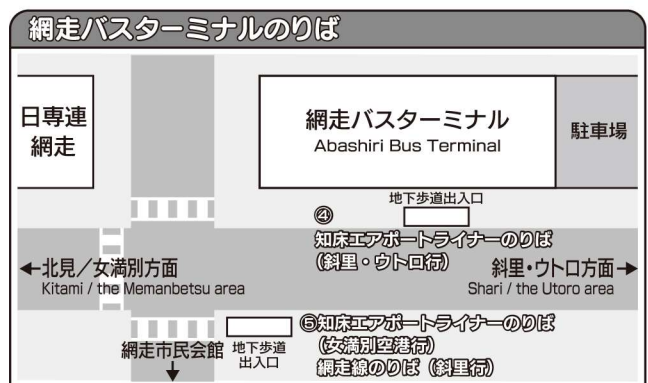 網走バスターミナルのりば
日専連
網走
網走バスターミナル
Abashiri Bus Terminal
駐車場
地下歩道出入口
④
知床エアポートライナーのりば
(斜里・ウトロ行)
←北見/女満別方面
Kitami / the Memanbetsu area
斜里・ウトロ方面→
Shari / the Utoro area
網走市民会館
↓
地下歩道
出入口
⑤知床エアポートライナーのりば
(女満別空港行)
網走線のりば (斜里行)